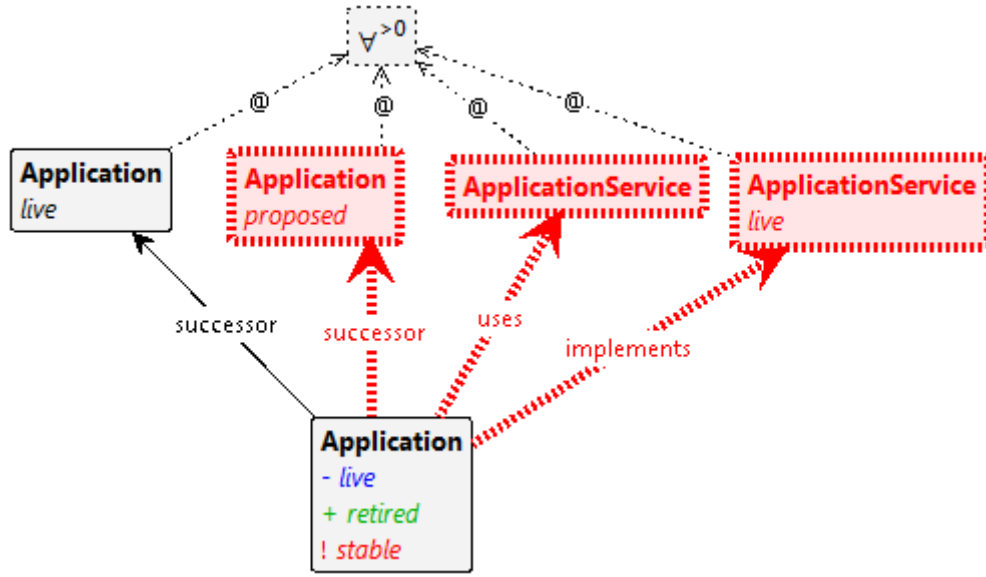 ∀>0
@ @ @ @
Application
live
Application
proposed
ApplicationService
ApplicationService
live
successor
successor
uses
implements
Application
- live
+ retired
! stable